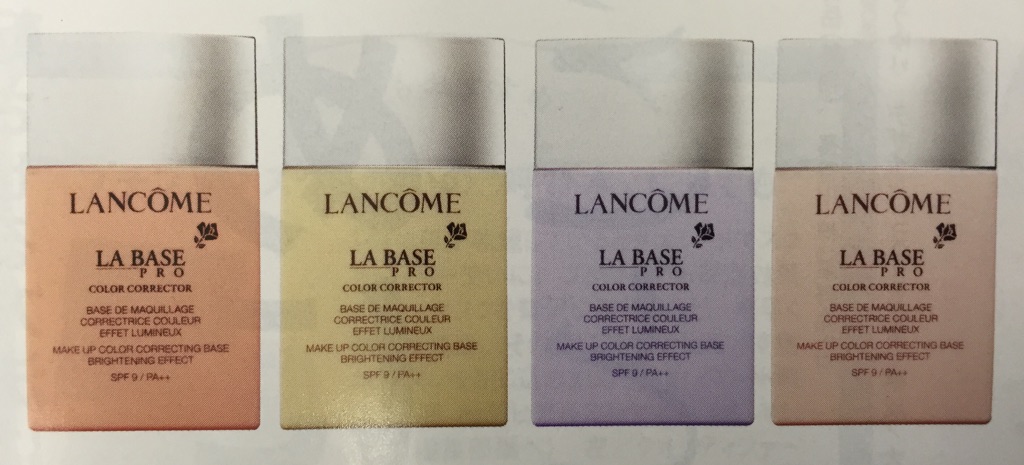 LANCÔME
LA BASE
PRO
COLOR CORRECTOR
BASE DE MAQUILLAGE
CORRECTRICE COULEUR
EFFET LUMINEUX
MAKE UP COLOR CORRECTING BASE
BRIGHTENING EFFECT
SPF 9 / PA++
LANCÔME
LA BASE
PRO
COLOR CORRECTOR
BASE DE MAQUILLAGE
CORRECTRICE COULEUR
EFFET LUMINEUX
MAKE UP COLOR CORRECTING BASE
BRIGHTENING EFFECT
SPF 9 / PA++
LANCÔME
LA BASE
PRO
COLOR CORRECTOR
BASE DE MAQUILLAGE
CORRECTRICE COULEUR
EFFET LUMINEUX
MAKE UP COLOR CORRECTING BASE
BRIGHTENING EFFECT
SPF 9 / PA++
LANCÔME
LA BASE
PRO
COLOR CORRECTOR
BASE DE MAQUILLAGE
CORRECTRICE COULEUR
EFFET LUMINEUX
MAKE UP COLOR CORRECTING BASE
BRIGHTENING EFFECT
SPF 9 / PA++